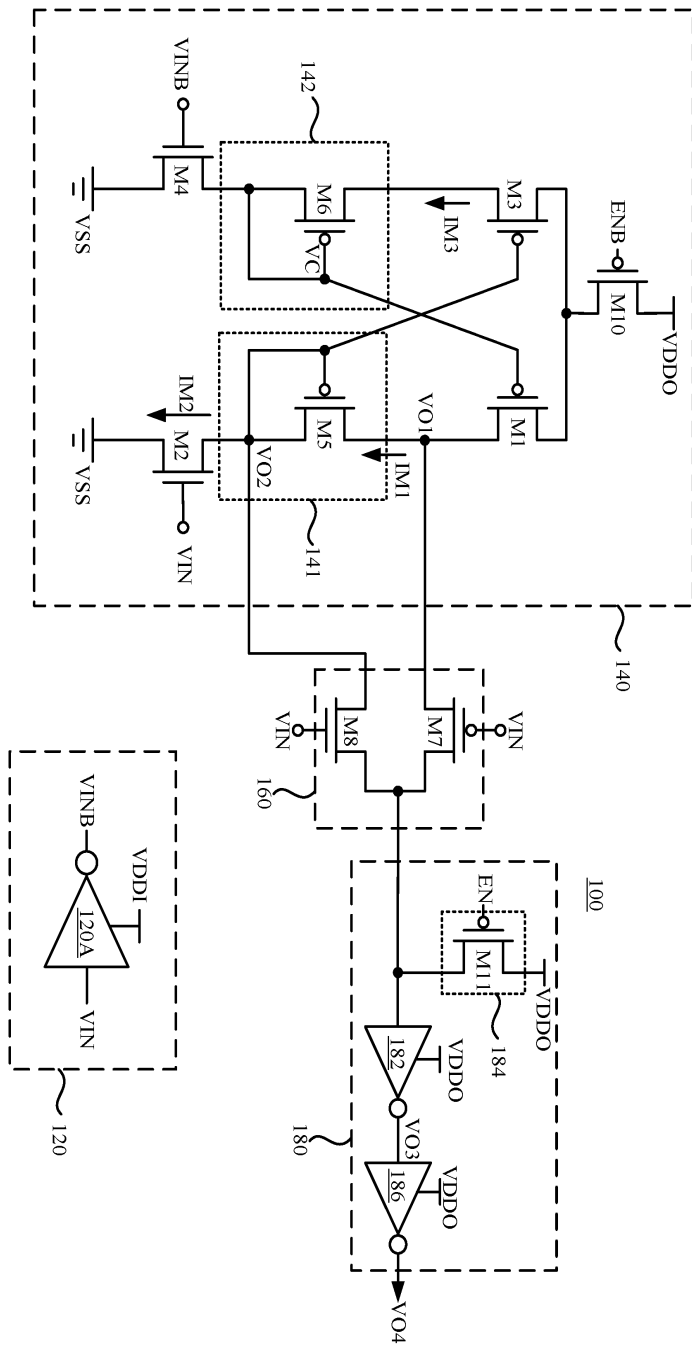 100
140
VDDO
ENB
M10
M3
M1
IM3
VO1
IM1
142
M6
VC
M5
141
VINB
M4
IM2
M2
VO2
VIN
VSS
VSS
VIN
M7
M8
VIN
160
EN
M11
VDDO
184
182
VDDO
VO3
186
VDDO
VO4
180
VDDI
VINB
120A
VIN
120